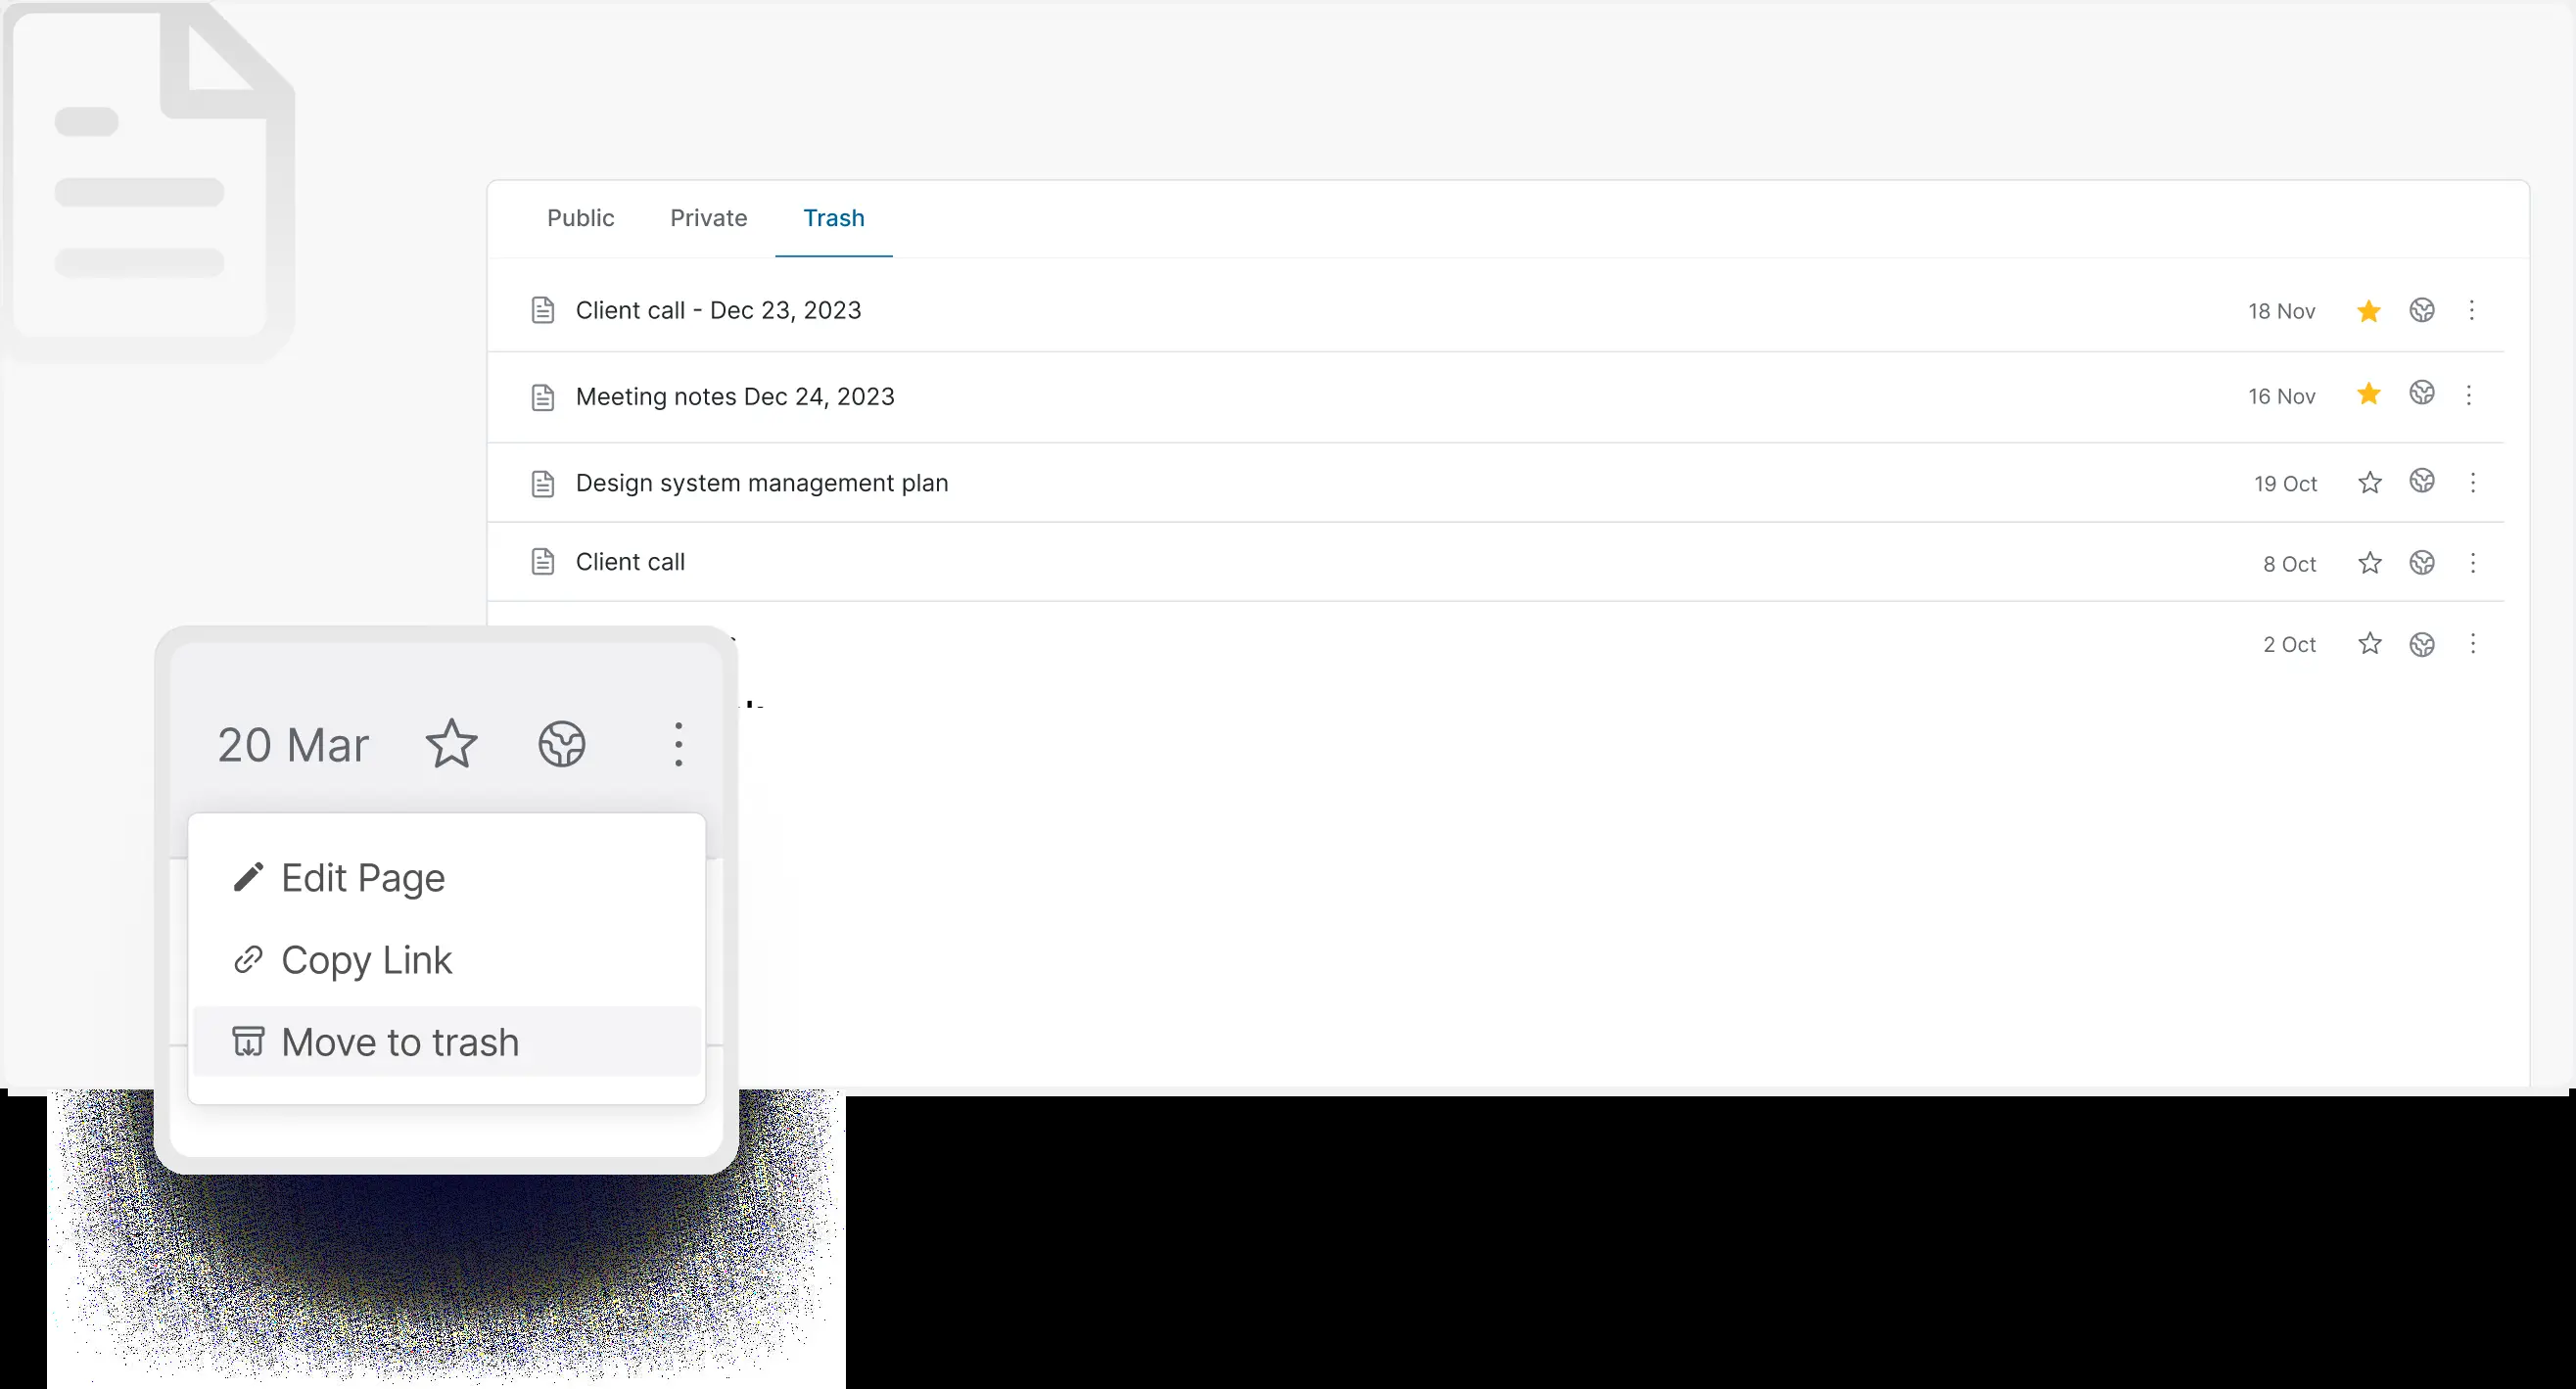 Public Private Trash
Client call - Dec 23, 2023 18 Nov
Meeting notes Dec 24, 2023 16 Nov
Design system management plan 19 Oct
Client call 8 Oct
2 Oct
20 Mar
Edit Page
Copy Link
Move to trash